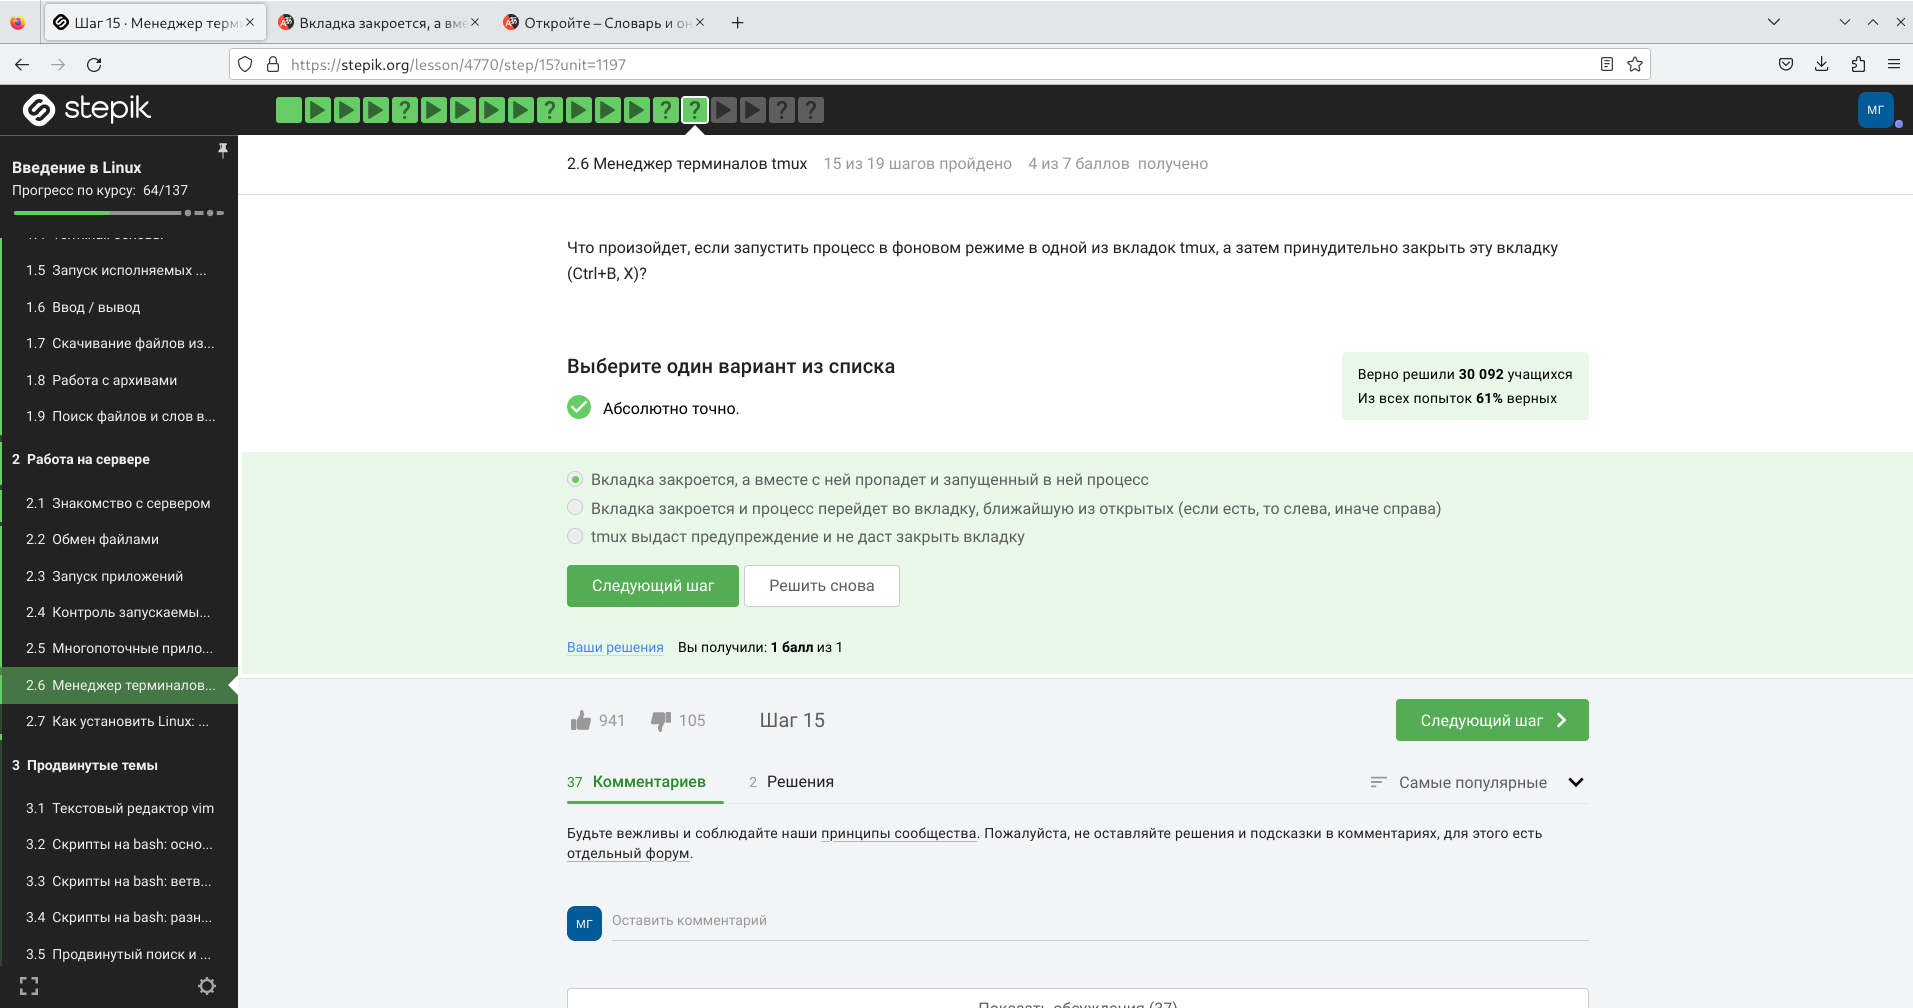 Шаг 15 · Менеджер терм
Вкладка закроется, а вм
Откройте – Словарь и о
https://stepik.org/lesson/4770/step/15?unit=1197
stepik
МГ
Введение в Linux
Прогресс по курсу: 64/137
1.5 Запуск исполняемых ...
1.6 Ввод / вывод
1.7 Скачивание файлов из...
1.8 Работа с архивами
1.9 Поиск файлов и слов в...
2 Работа на сервере
2.1 Знакомство с сервером
2.2 Обмен файлами
2.3 Запуск приложений
2.4 Контроль запускаемы...
2.5 Многопоточные прило...
2.6 Менеджер терминалов...
2.7 Как установить Linux: ...
3 Продвинутые темы
3.1 Текстовый редактор vim
3.2 Скрипты на bash: осно...
3.3 Скрипты на bash: ветв...
3.4 Скрипты на bash: разн...
3.5 Продвинутый поиск и ...
2.6 Менеджер терминалов tmux 15 из 19 шагов пройдено 4 из 7 баллов получено
Что произойдет, если запустить процесс в фоновом режиме в одной из вкладок tmux, а затем принудительно закрыть эту вкладку
(Ctrl+B, X)?
Выберите один вариант из списка
Абсолютно точно.
Верно решили 30 092 учащихся
Из всех попыток 61% верных
Вкладка закроется, а вместе с ней пропадет и запущенный в ней процесс
Вкладка закроется и процесс перейдет во вкладку, ближайшую из открытых (если есть, то слева, иначе справа)
tmux выдаст предупреждение и не даст закрыть вкладку
Следующий шаг Решить снова
Ваши решения Вы получили: 1 балл из 1
941 105 Шаг 15 Следующий шаг
37 Комментариев 2 Решения Самые популярные
Будьте вежливы и соблюдайте наши принципы сообщества. Пожалуйста, не оставляйте решения и подсказки в комментариях, для этого есть
отдельный форум.
МГ Оставить комментарий
Показать обсуждения (37)